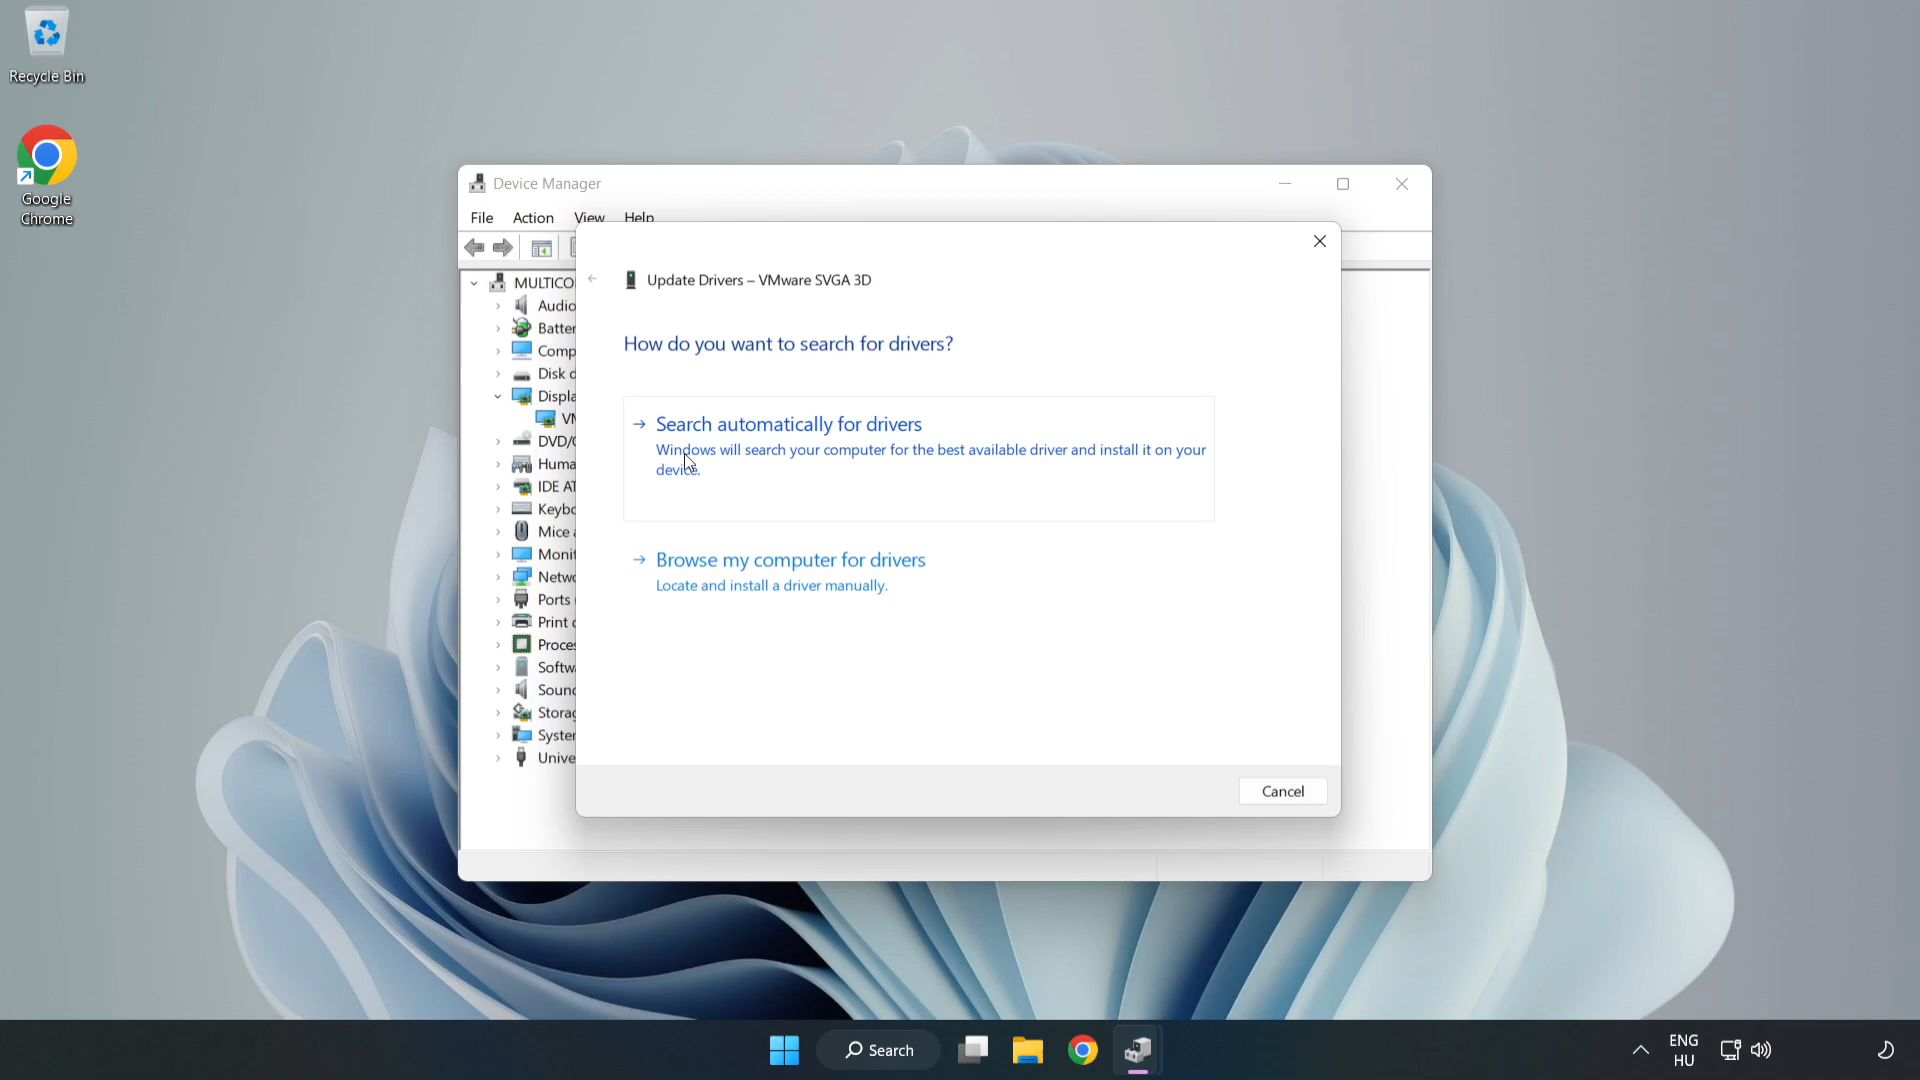 Recycle Bin
Google
Chrome
Device Manager
File Action View Help
MULTICO
Audio
Batter
Comp
Disk d
Displa
VM
DVD/C
Huma
IDE AT
Keybo
Mice a
Monit
Netwo
Ports (
Print q
Proces
Softwa
Sound
Storag
System
Unive
Update Drivers – VMware SVGA 3D
How do you want to search for drivers?
Search automatically for drivers
Windows will search your computer for the best available driver and install it on your
device.
Browse my computer for drivers
Locate and install a driver manually.
Cancel
Search
ENG
HU